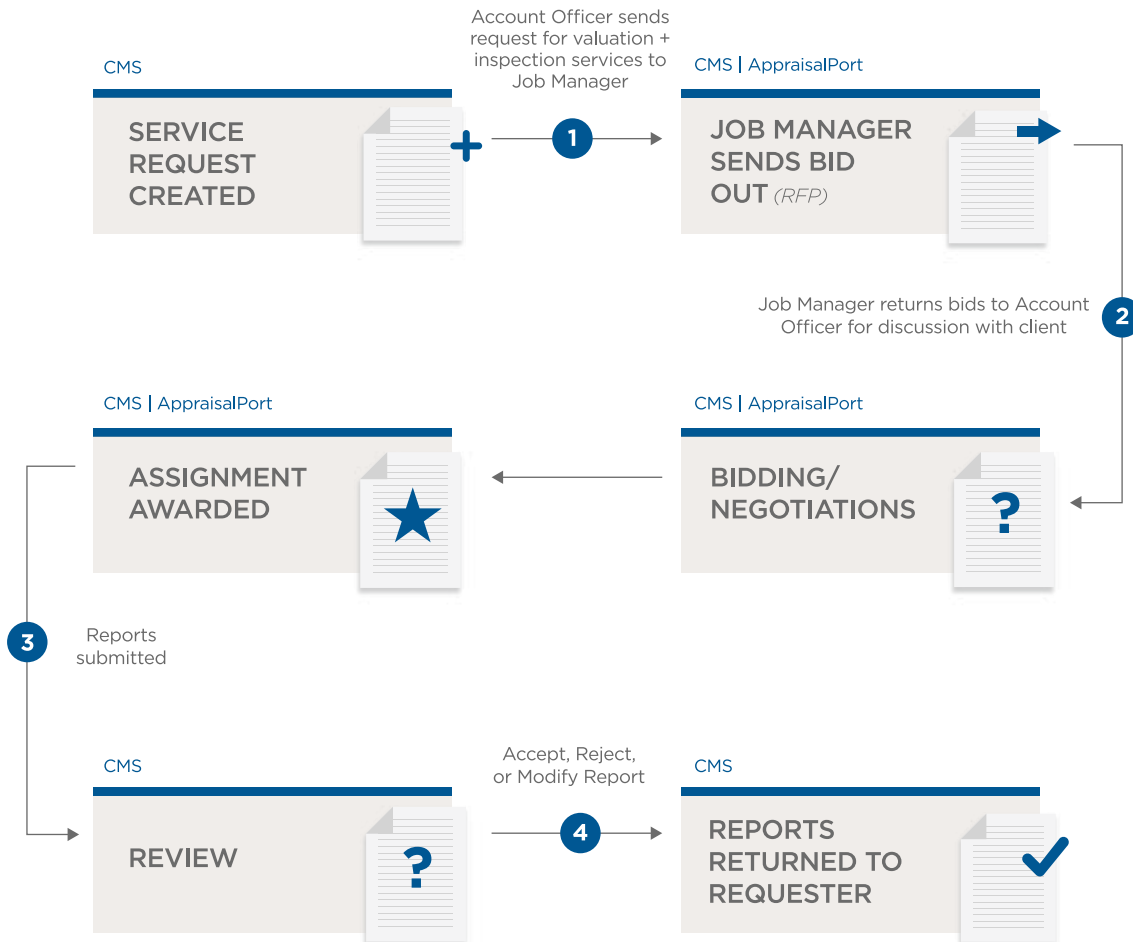 CMS
SERVICE
REQUEST
CREATED
Account Officer sends
request for valuation +
inspection services to
Job Manager
1
CMS | AppraisalPort
JOB MANAGER
SENDS BID
OUT (RFP)
Job Manager returns bids to Account
Officer for discussion with client
2
CMS | AppraisalPort
BIDDING/
NEGOTIATIONS
?
CMS | AppraisalPort
ASSIGNMENT
AWARDED
3
Reports
submitted
CMS
REVIEW
?
Accept, Reject,
or Modify Report
4
CMS
REPORTS
RETURNED TO
REQUESTER